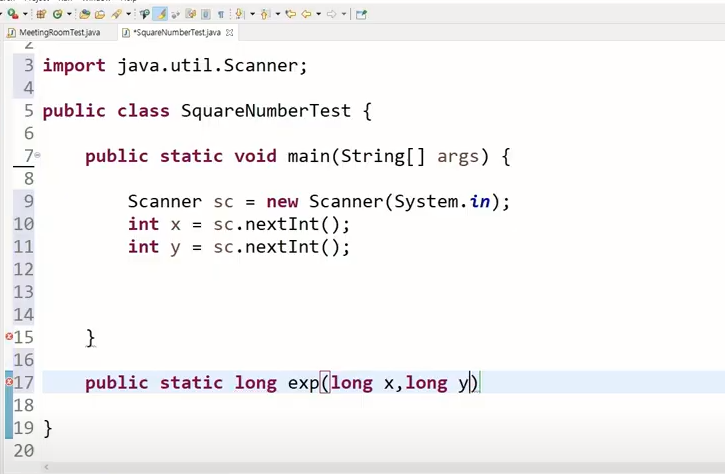 MeetingRoomTest.java *SquareNumberTest.java
2
3 import java.util.Scanner;
4
5 public class SquareNumberTest {
6
7 public static void main(String[] args) {
8
9 Scanner sc = new Scanner(System.in);
10 int x = sc.nextInt();
11 int y = sc.nextInt();
12
13
14
15 }
16
17 public static long exp(long x,long y)
18
19 }
20